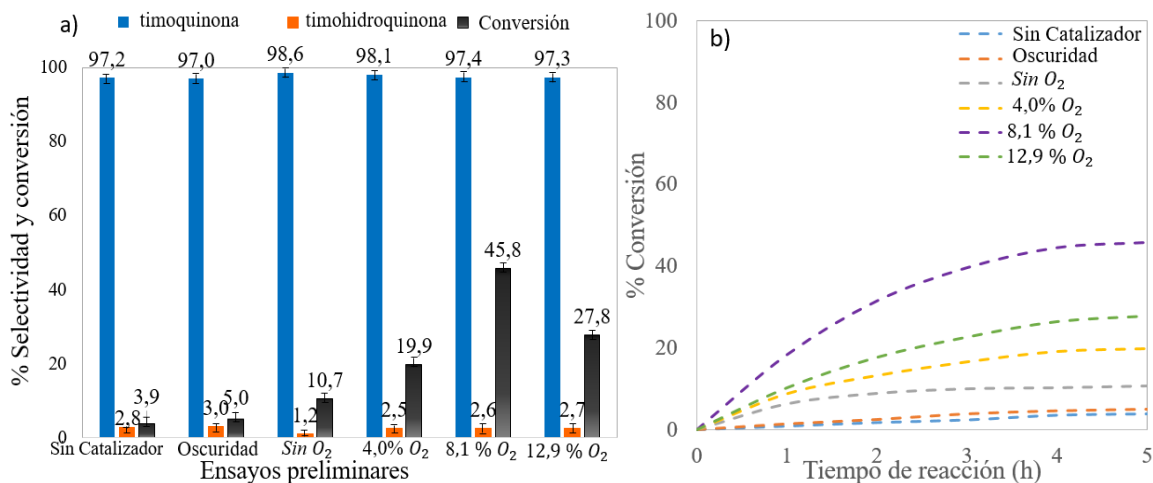 a)
timoquinona
timohidroquinona
Conversión
% Selectividad y conversión
100
80
60
40
20
0
97,2
97,0
98,6
98,1
97,4
97,3
2,8
3,9
3,0
5,0
1,2
10,7
2,5
19,9
2,6
45,8
2,7
27,8
Sin Catalizador
Oscuridad
Sin O₂
4,0% O₂
8,1 % O₂
12,9 % O₂
Ensayos preliminares
b)
Sin Catalizador
Oscuridad
Sin O₂
4,0% O₂
8,1 % O₂
12,9 % O₂
% Conversión
100
80
60
40
20
0
0
1
2
3
4
5
Tiempo de reacción (h)